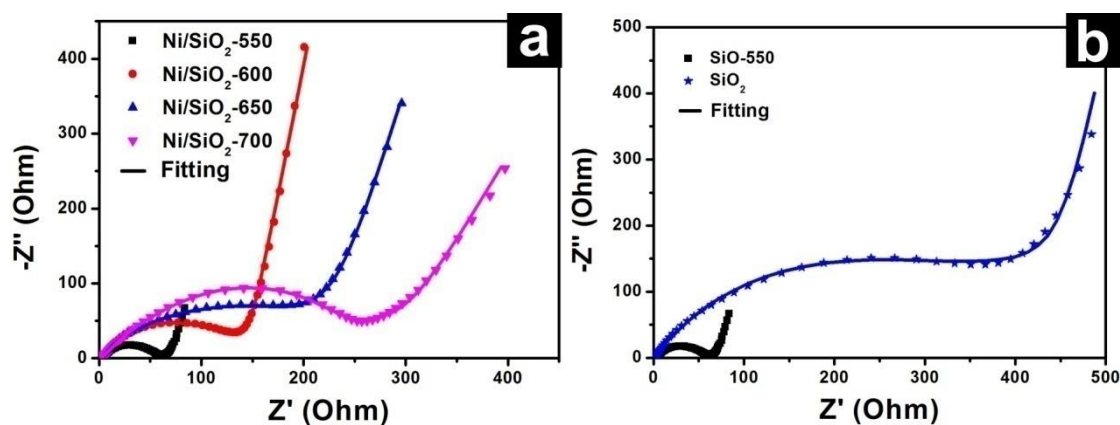 a
Ni/SiO₂-550
Ni/SiO₂-600
Ni/SiO₂-650
Ni/SiO₂-700
Fitting
-Z'' (Ohm)
400
300
200
100
0
0 100 200 300 400
Z' (Ohm)
b
SiO-550
SiO₂
Fitting
-Z'' (Ohm)
500
400
300
200
100
0
0 100 200 300 400 500
Z' (Ohm)